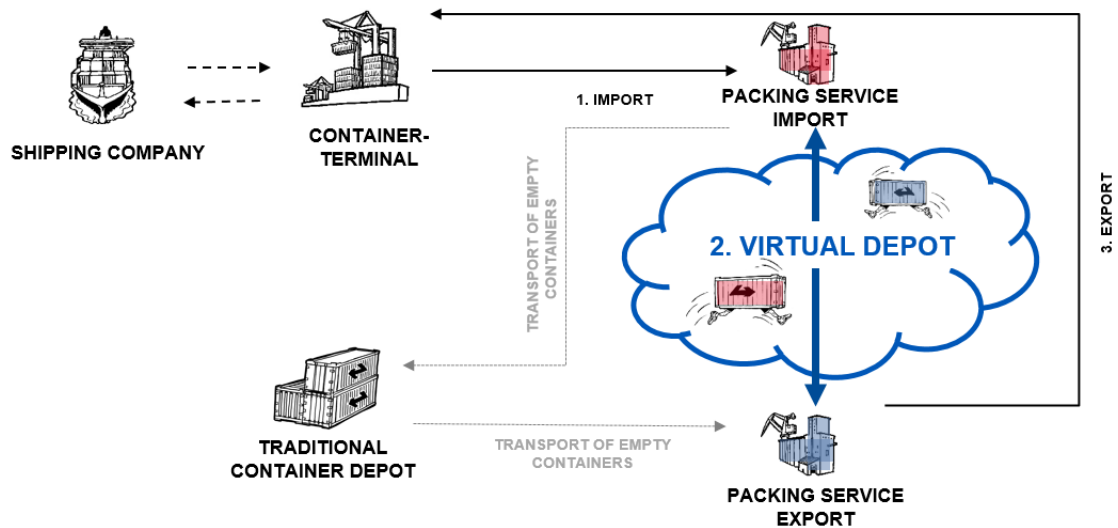 1. IMPORT
PACKING SERVICE
IMPORT
SHIPPING COMPANY
CONTAINER-
TERMINAL
TRANSPORT OF EMPTY
CONTAINERS
2. VIRTUAL DEPOT
3. EXPORT
TRADITIONAL
CONTAINER DEPOT
TRANSPORT OF EMPTY
CONTAINERS
PACKING SERVICE
EXPORT